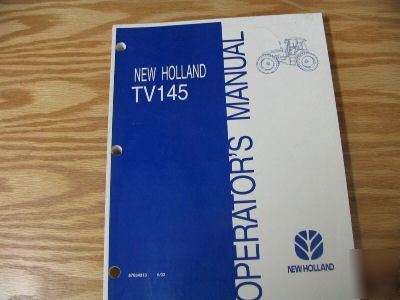 NEW HOLLAND
TV145
OPERATOR'S MANUAL
NEW HOLLAND